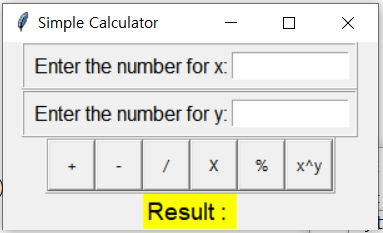 Simple Calculator
Enter the number for x:
Enter the number for y:
+ - / X % x^y
Result :